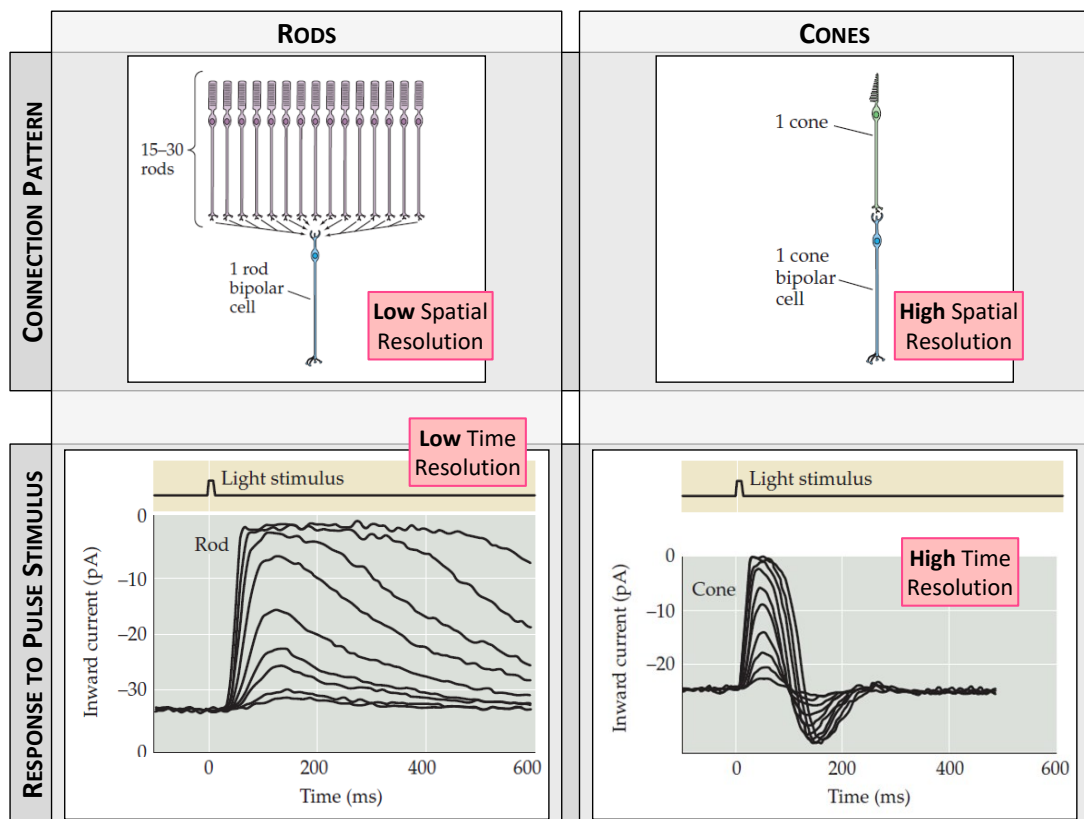 RODS
CONES
CONNECTION PATTERN
15–30
rods
1 rod
bipolar
cell
Low Spatial
Resolution
1 cone
1 cone
bipolar
cell
High Spatial
Resolution
RESPONSE TO PULSE STIMULUS
Low Time
Resolution
Light stimulus
Rod
Inward current (pA)
0
–10
–20
–30
0
0
200
400
600
Time (ms)
Light stimulus
High Time
Resolution
Cone
Inward current (pA)
0
–10
–20
0
200
400
600
Time (ms)